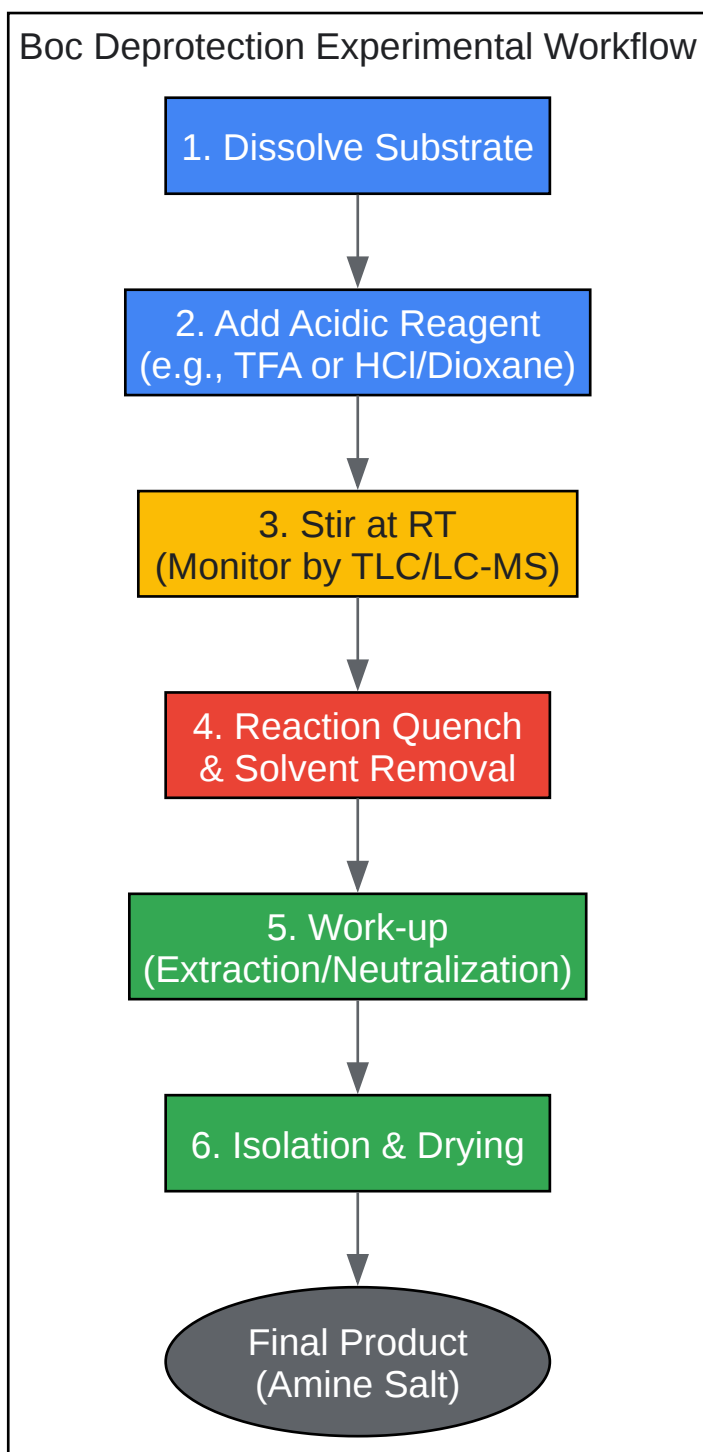 Boc Deprotection Experimental Workflow
1. Dissolve Substrate
2. Add Acidic Reagent
(e.g., TFA or HCl/Dioxane)
3. Stir at RT
(Monitor by TLC/LC-MS)
4. Reaction Quench
& Solvent Removal
5. Work-up
(Extraction/Neutralization)
6. Isolation & Drying
Final Product
(Amine Salt)